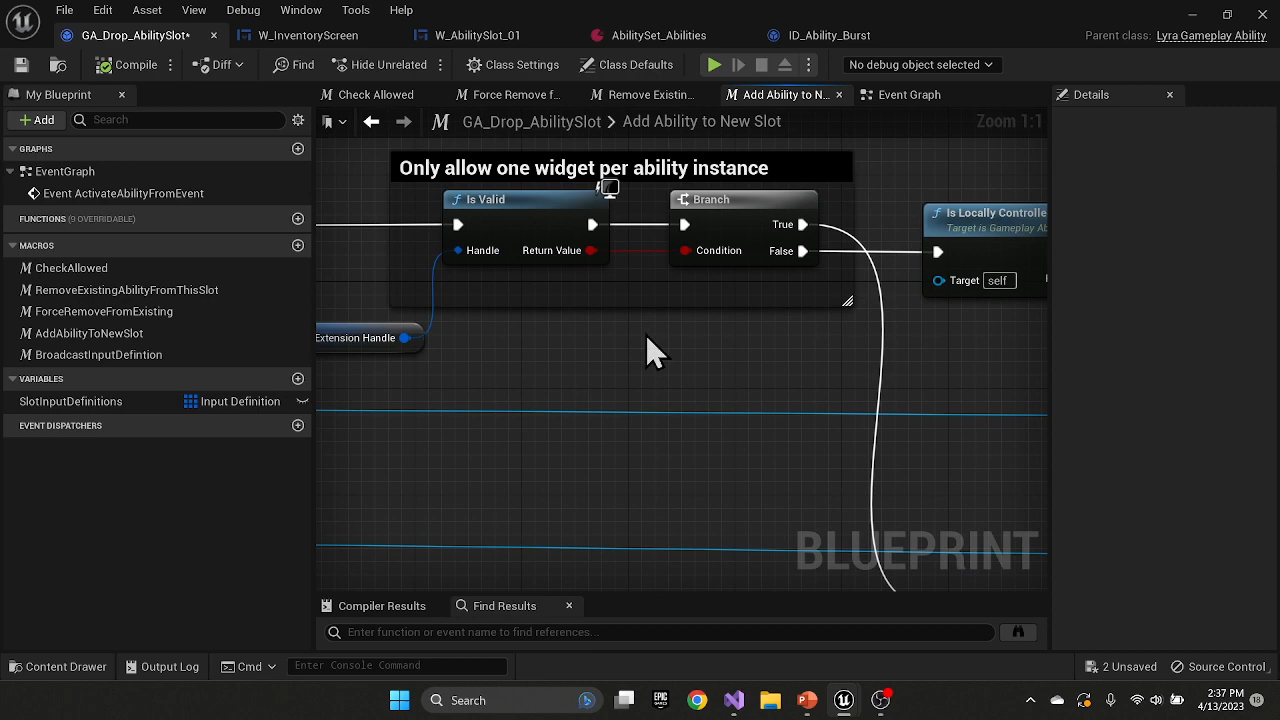 File Edit Asset View Debug Window Tools Help
GA_Drop_AbilitySlot* W_InventoryScreen W_AbilitySlot_01 AbilitySet_Abilities ID_Ability_Burst Parent class: Lyra Gameplay Ability
Compile Diff Find Hide Unrelated Class Settings Class Defaults No debug object selected
My Blueprint Check Allowed Force Remove f... Remove Existin... Add Ability to N... Event Graph Details
+ Add Search
GA_Drop_AbilitySlot > Add Ability to New Slot Zoom 1:1
GRAPHS
EventGraph
Event ActivateAbilityFromEvent
FUNCTIONS (9 OVERRIDABLE)
MACROS
CheckAllowed
RemoveExistingAbilityFromThisSlot
ForceRemoveFromExisting
AddAbilityToNewSlot
BroadcastInputDefintion
VARIABLES
SlotInputDefinitions Input Definition
EVENT DISPATCHERS
Only allow one widget per ability instance
Is Valid
Handle Return Value
Branch
True
Condition False
Is Locally Controlle
Target is Gameplay Ab
Target self
Extension Handle
BLUEPRINT
Compiler Results Find Results
Enter function or event name to find references...
Content Drawer Output Log Cmd Enter Console Command 2 Unsaved Source Control
Search
EPIC GAMES
2:37 PM
4/13/2023
18